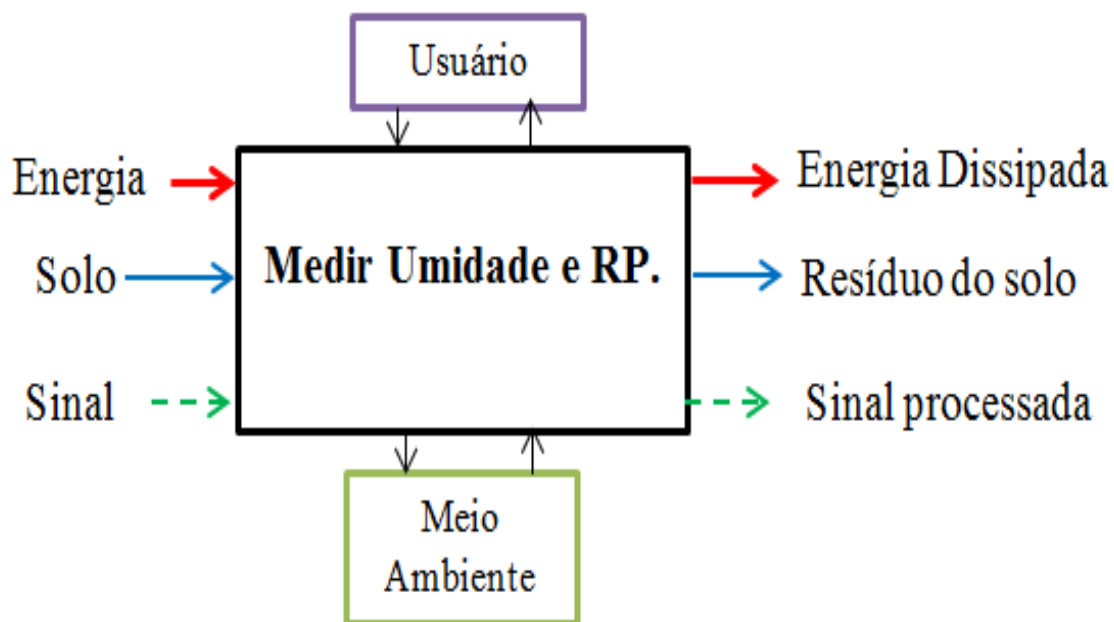 Usuário
Energia
Energia Dissipada
Medir Umidade e RP.
Solo
Resíduo do solo
Sinal
Sinal processada
Meio
Ambiente